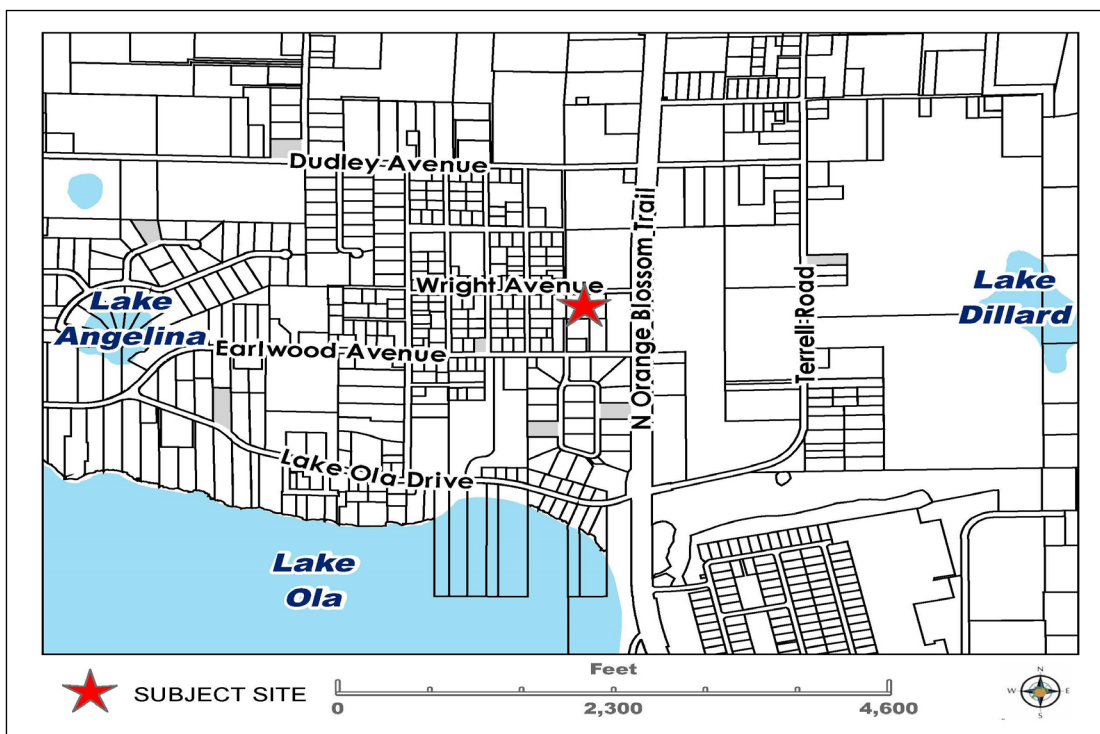 Dudley Avenue
N Orange Blossom Trail
Wright Avenue
Terrell Road
Lake
Angelina
Lake
Dillard
Earlwood Avenue
Lake Ola Drive
Lake
Ola
SUBJECT SITE
Feet
0
2,300
4,600
N
W
E
S